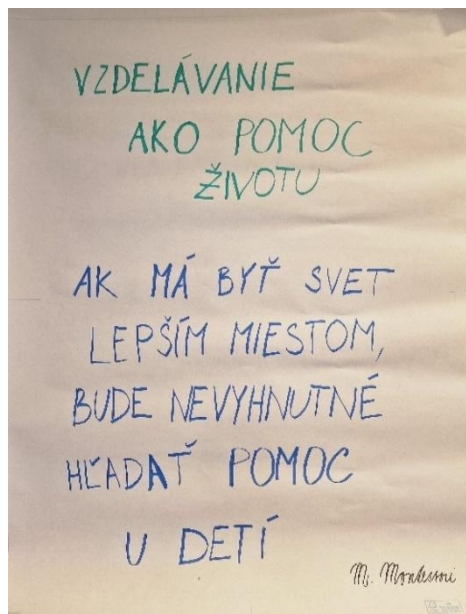 VZDELÁVANIE
AKO POMOC
ŽIVOTU
AK MÁ BYŤ SVET
LEPŠÍM MIESTOM,
BUDE NEVYHNUTNÉ
HĽADAŤ POMOC
U DETÍ
M. Montessori